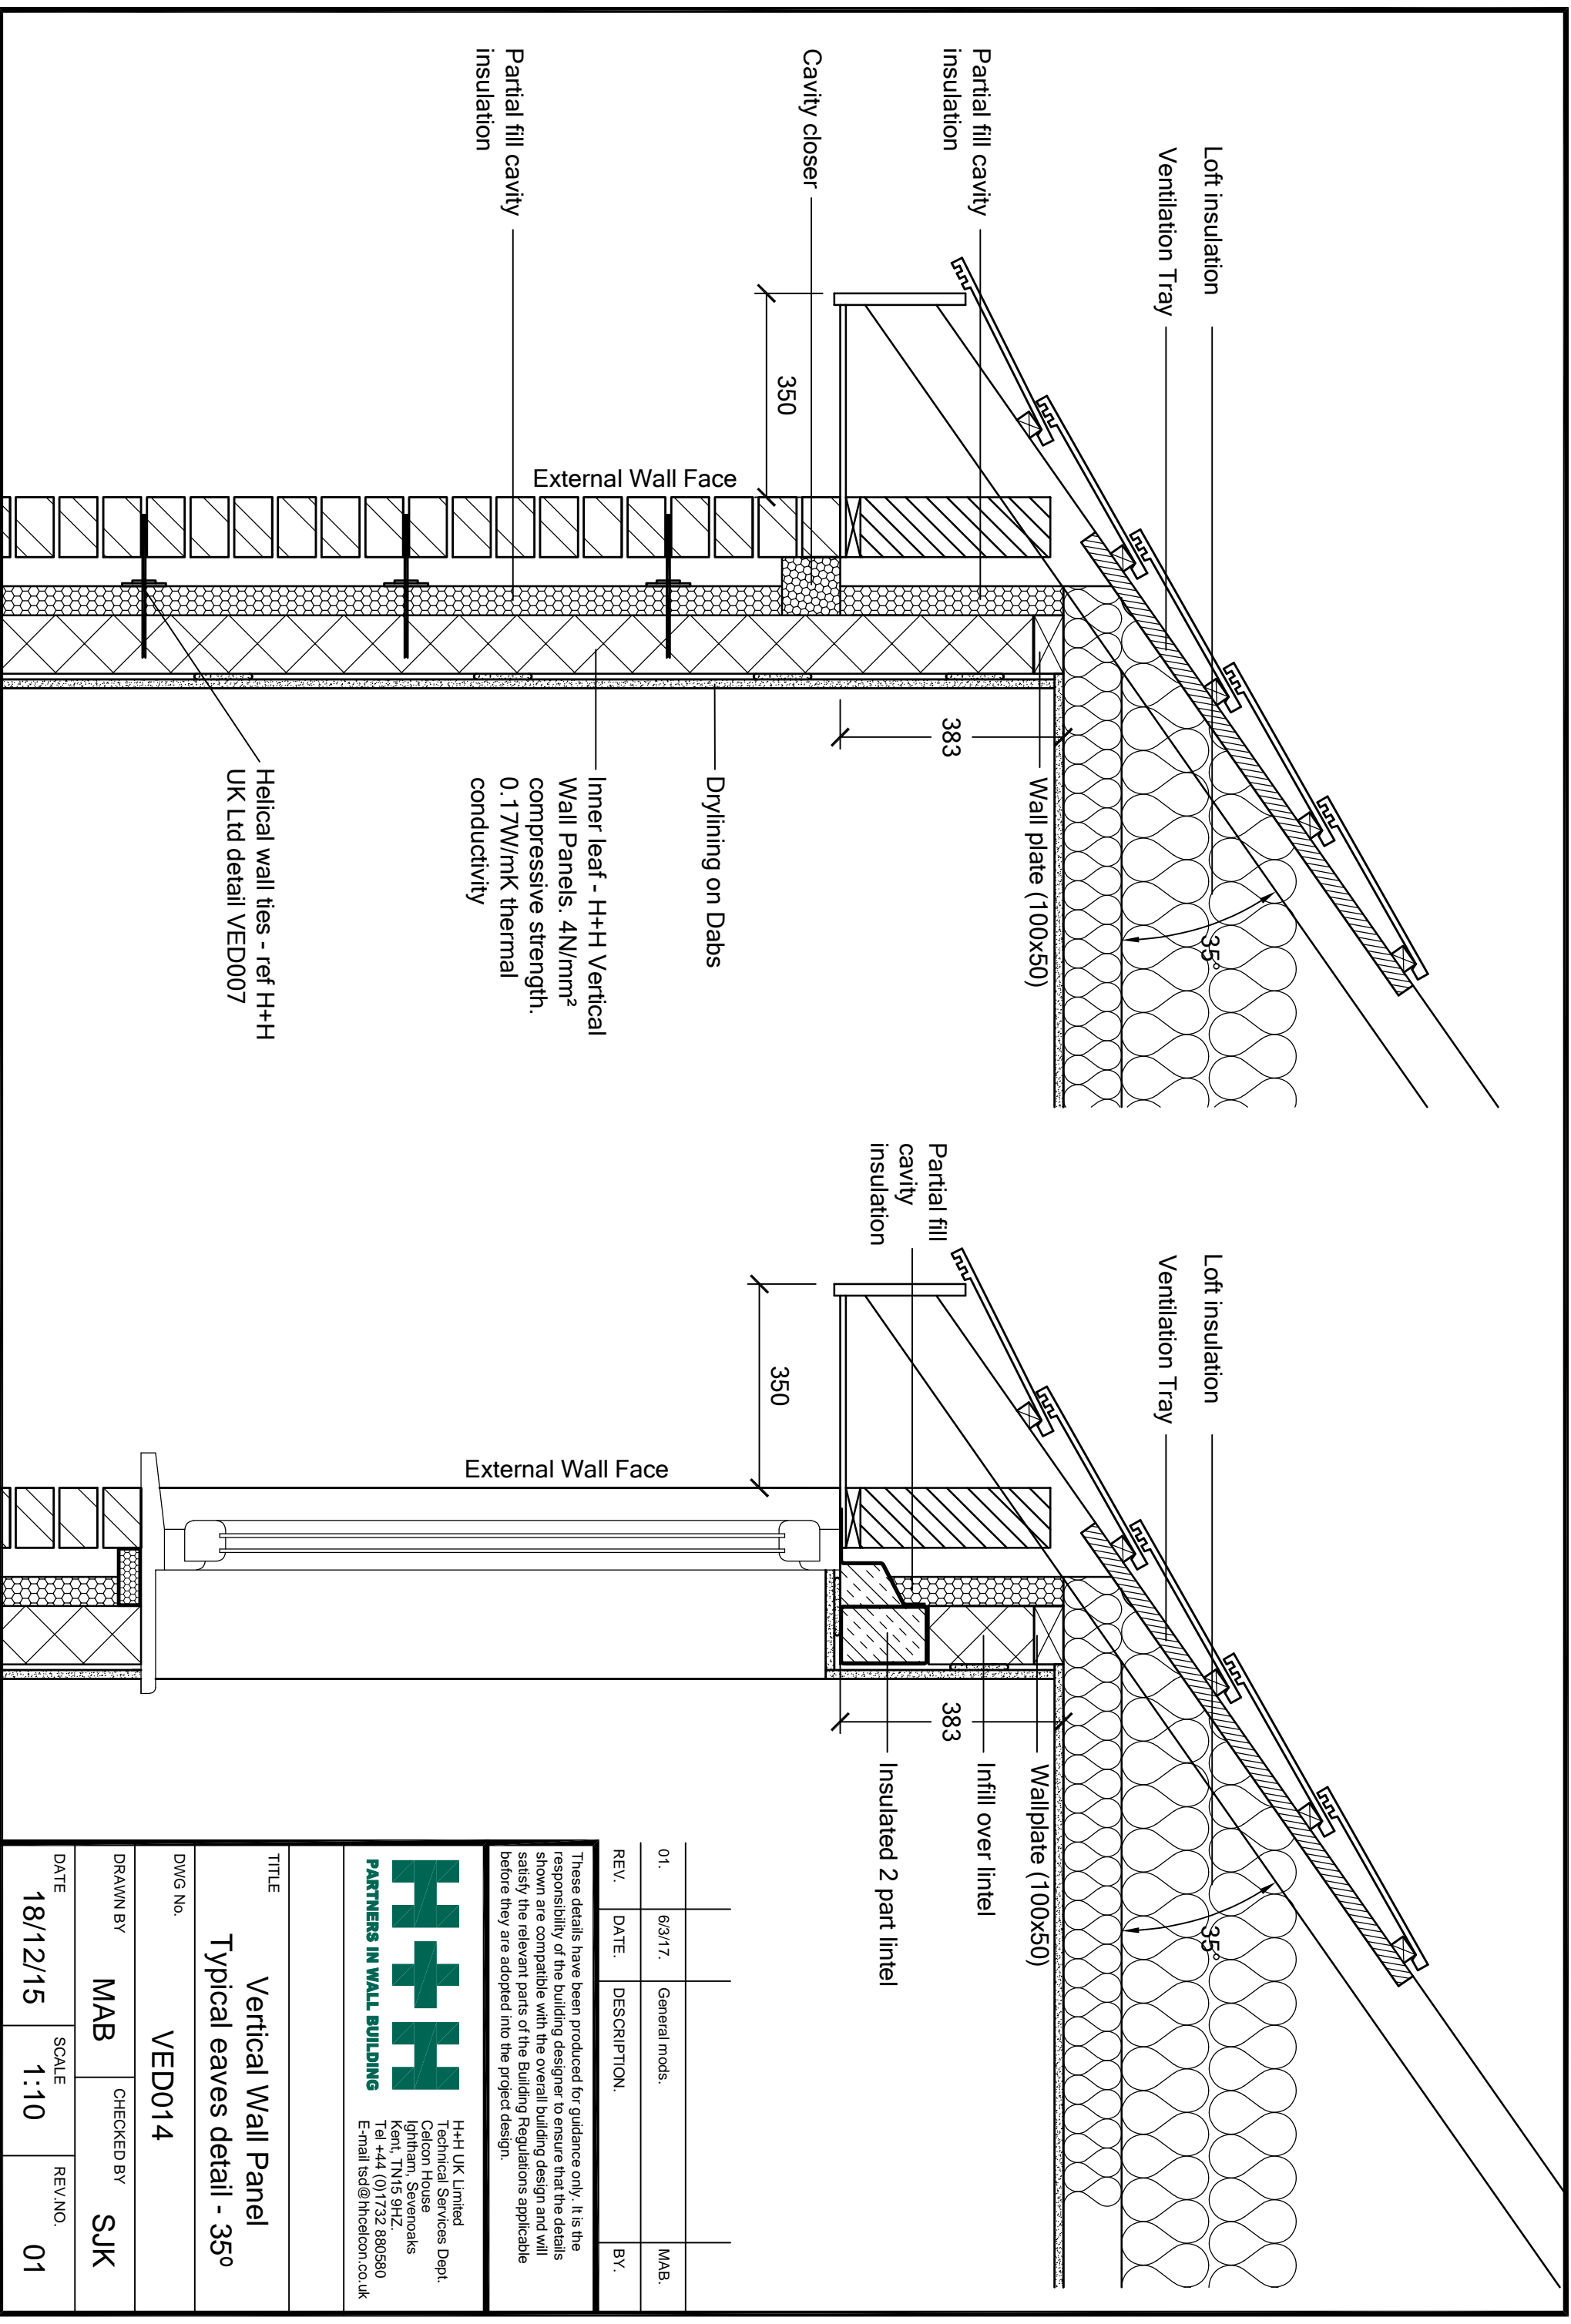 Loft insulation
Ventilation Tray
Partial fill cavity
insulation
Cavity closer
Partial fill cavity
insulation
350
External Wall Face
35°
383
Wall plate (100x50)
Drylining on Dabs
Inner leaf - H+H Vertical
Wall Panels. 4N/mm²
compressive strength.
0.17W/mK thermal
conductivity
Helical wall ties - ref H+H
UK Ltd detail VED007
Loft insulation
Ventilation Tray
Partial fill
cavity
insulation
350
External Wall Face
35°
383
Wallplate (100x50)
Infill over lintel
Insulated 2 part lintel
01. 6/3/17. General mods. MAB.
REV. DATE. DESCRIPTION. BY.
These details have been produced for guidance only. It is the
responsibility of the building designer to ensure that the details
shown are compatible with the overall building design and will
satisfy the relevant parts of the Building Regulations applicable
before they are adopted into the project design.
H+H
PARTNERS IN WALL BUILDING
H+H UK Limited
Technical Services Dept.
Celcon House
Ightham, Sevenoaks
Kent, TN15 9HZ.
Tel +44 (0)1732 880580
E-mail tsd@hhcelcon.co.uk
TITLE
Vertical Wall Panel
Typical eaves detail - 35º
DWG No.
VED014
DRAWN BY MAB CHECKED BY SJK
DATE 18/12/15 SCALE 1:10 REV.NO. 01